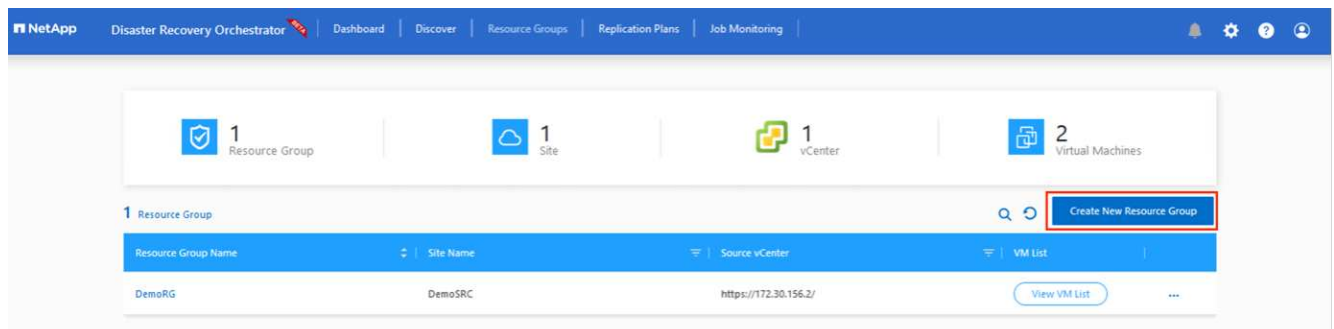 NetApp Disaster Recovery Orchestrator Dashboard Discover Resource Groups Replication Plans Job Monitoring
1 Resource Group
1 Site
1 vCenter
2 Virtual Machines
1 Resource Group Create New Resource Group
Resource Group Name Site Name Source vCenter VM List
DemoRG DemoSRC https://172.30.156.2/ View VM List ...